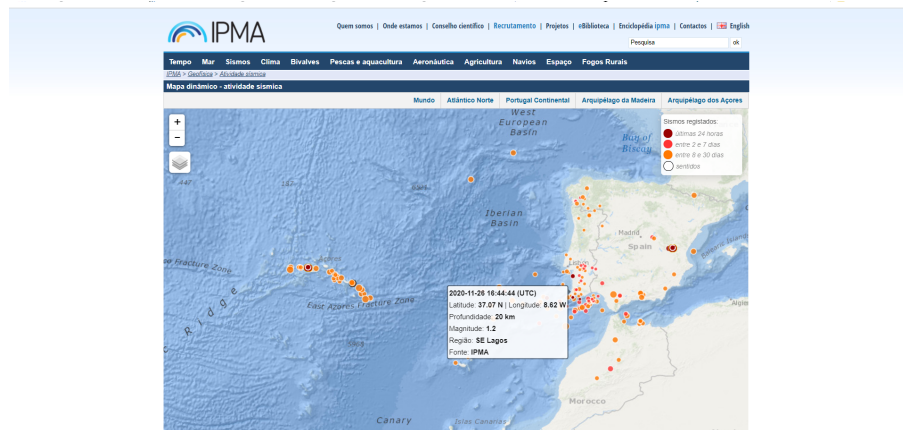 IPMA
Quem somos | Onde estamos | Conselho científico | Recrutamento | Projetos | eBiblioteca | Enciclopédia ipma | Contactos | English
Pesquisa ok
Tempo Mar Sismos Clima Bivalves Pescas e aquacultura Aeronáutica Agricultura Navios Espaço Fogos Rurais
IPMA > Geofísica > Atividade sísmica
Mapa dinâmico - atividade sísmica
Mundo Atlântico Norte Portugal Continental Arquipélago da Madeira Arquipélago dos Açores
+
−
West
European
Basin
Bay of
Biscay
Sismos registados:
últimas 24 horas
entre 2 e 7 dias
entre 8 e 30 dias
sentidos
Iberian
Basin
Madrid
Spain
Fracture Zone
Ridge
East Azores Fracture Zone
2020-11-26 16:44:44 (UTC)
Latitude: 37.07 N | Longitude: 8.62 W
Profundidade: 20 km
Magnitude: 1.2
Região: SE Lagos
Fonte: IPMA
Morocco
Canary
Islas Canarias